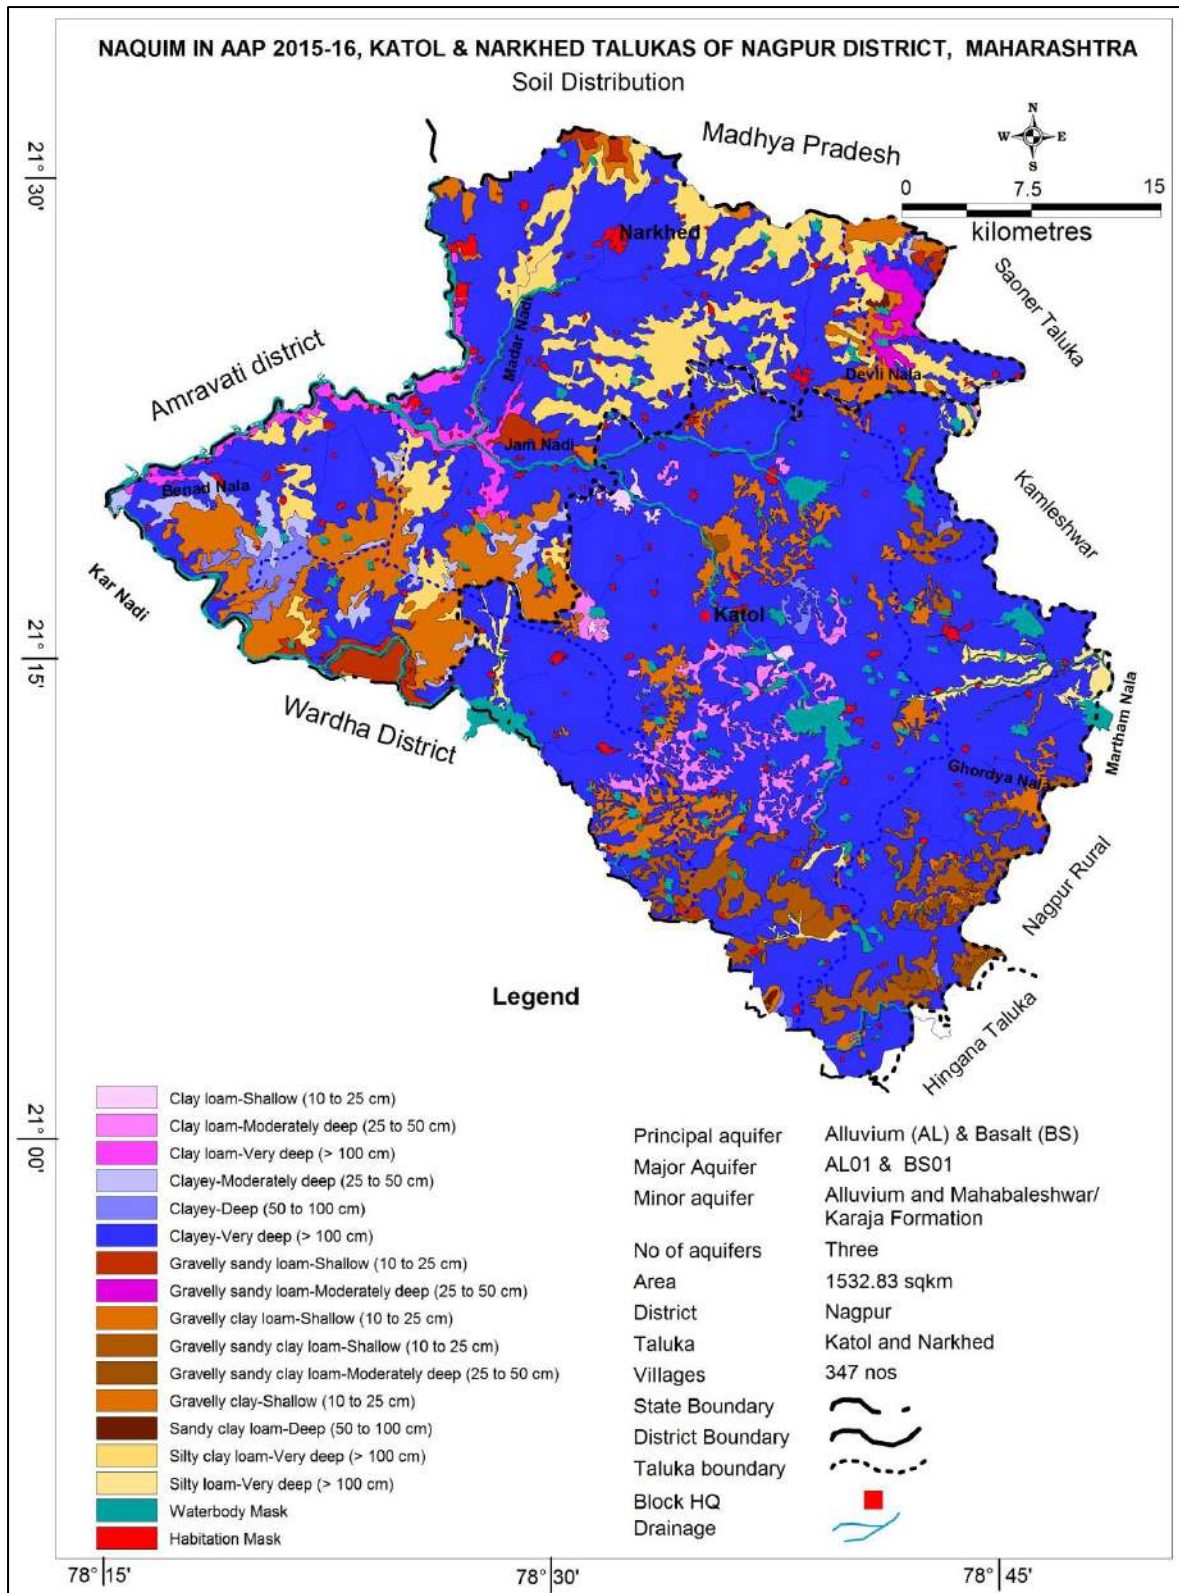 NAQUIM IN AAP 2015-16, KATOL & NARKHED TALUKAS OF NAGPUR DISTRICT, MAHARASHTRA
Soil Distribution
Madhya Pradesh
N
W E
S
0 7.5 15
kilometres
21° 30'
Narkhed
Saoner Taluka
Madar Nadi
Amravati district
Devli Nala
Jam Nadi
Benad Nala
Kamleshwar
Kar Nadi
Katol
21° 15'
Wardha District
Martham Nala
Ghordya Nala
Nagpur Rural
Hingana Taluka
Legend
21° 00'
Clay loam-Shallow (10 to 25 cm)
Clay loam-Moderately deep (25 to 50 cm)
Clay loam-Very deep (> 100 cm)
Clayey-Moderately deep (25 to 50 cm)
Clayey-Deep (50 to 100 cm)
Clayey-Very deep (> 100 cm)
Gravelly sandy loam-Shallow (10 to 25 cm)
Gravelly sandy loam-Moderately deep (25 to 50 cm)
Gravelly clay loam-Shallow (10 to 25 cm)
Gravelly sandy clay loam-Shallow (10 to 25 cm)
Gravelly sandy clay loam-Moderately deep (25 to 50 cm)
Gravelly clay-Shallow (10 to 25 cm)
Sandy clay loam-Deep (50 to 100 cm)
Silty clay loam-Very deep (> 100 cm)
Silty loam-Very deep (> 100 cm)
Waterbody Mask
Habitation Mask
Principal aquifer Alluvium (AL) & Basalt (BS)
Major Aquifer AL01 & BS01
Minor aquifer Alluvium and Mahabaleshwar/
Karaja Formation
No of aquifers Three
Area 1532.83 sqkm
District Nagpur
Taluka Katol and Narkhed
Villages 347 nos
State Boundary
District Boundary
Taluka boundary
Block HQ
Drainage
78° 15' 78° 30' 78° 45'